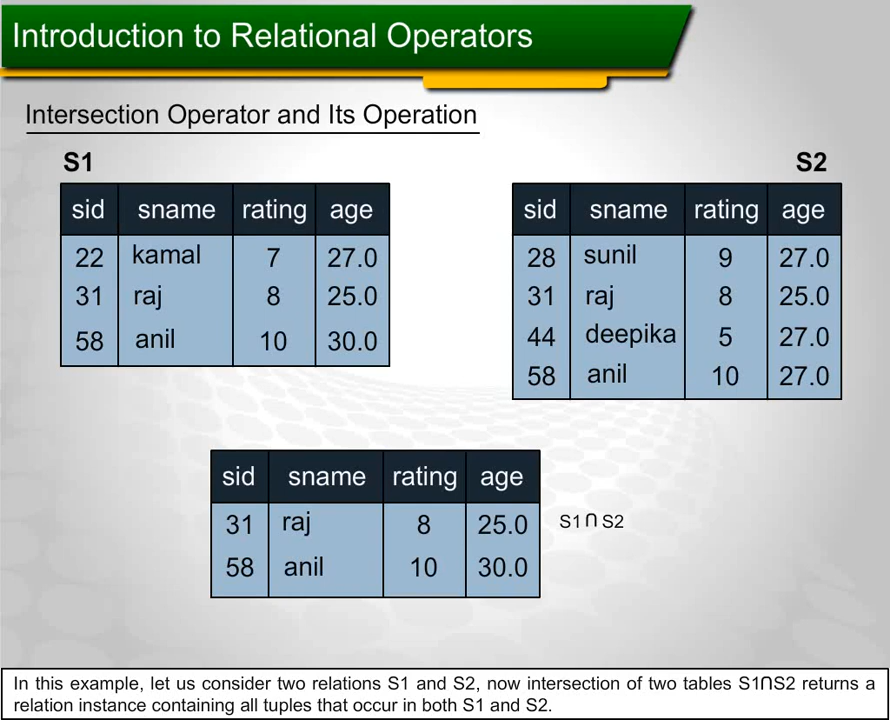 Introduction to Relational Operators
Intersection Operator and Its Operation
S1
sid sname rating age
22 kamal 7 27.0
31 raj 8 25.0
58 anil 10 30.0
S2
sid sname rating age
28 sunil 9 27.0
31 raj 8 25.0
44 deepika 5 27.0
58 anil 10 27.0
sid sname rating age
31 raj 8 25.0
58 anil 10 30.0
S1∩S2
In this example, let us consider two relations S1 and S2, now intersection of two tables S1∩S2 returns a
relation instance containing all tuples that occur in both S1 and S2.